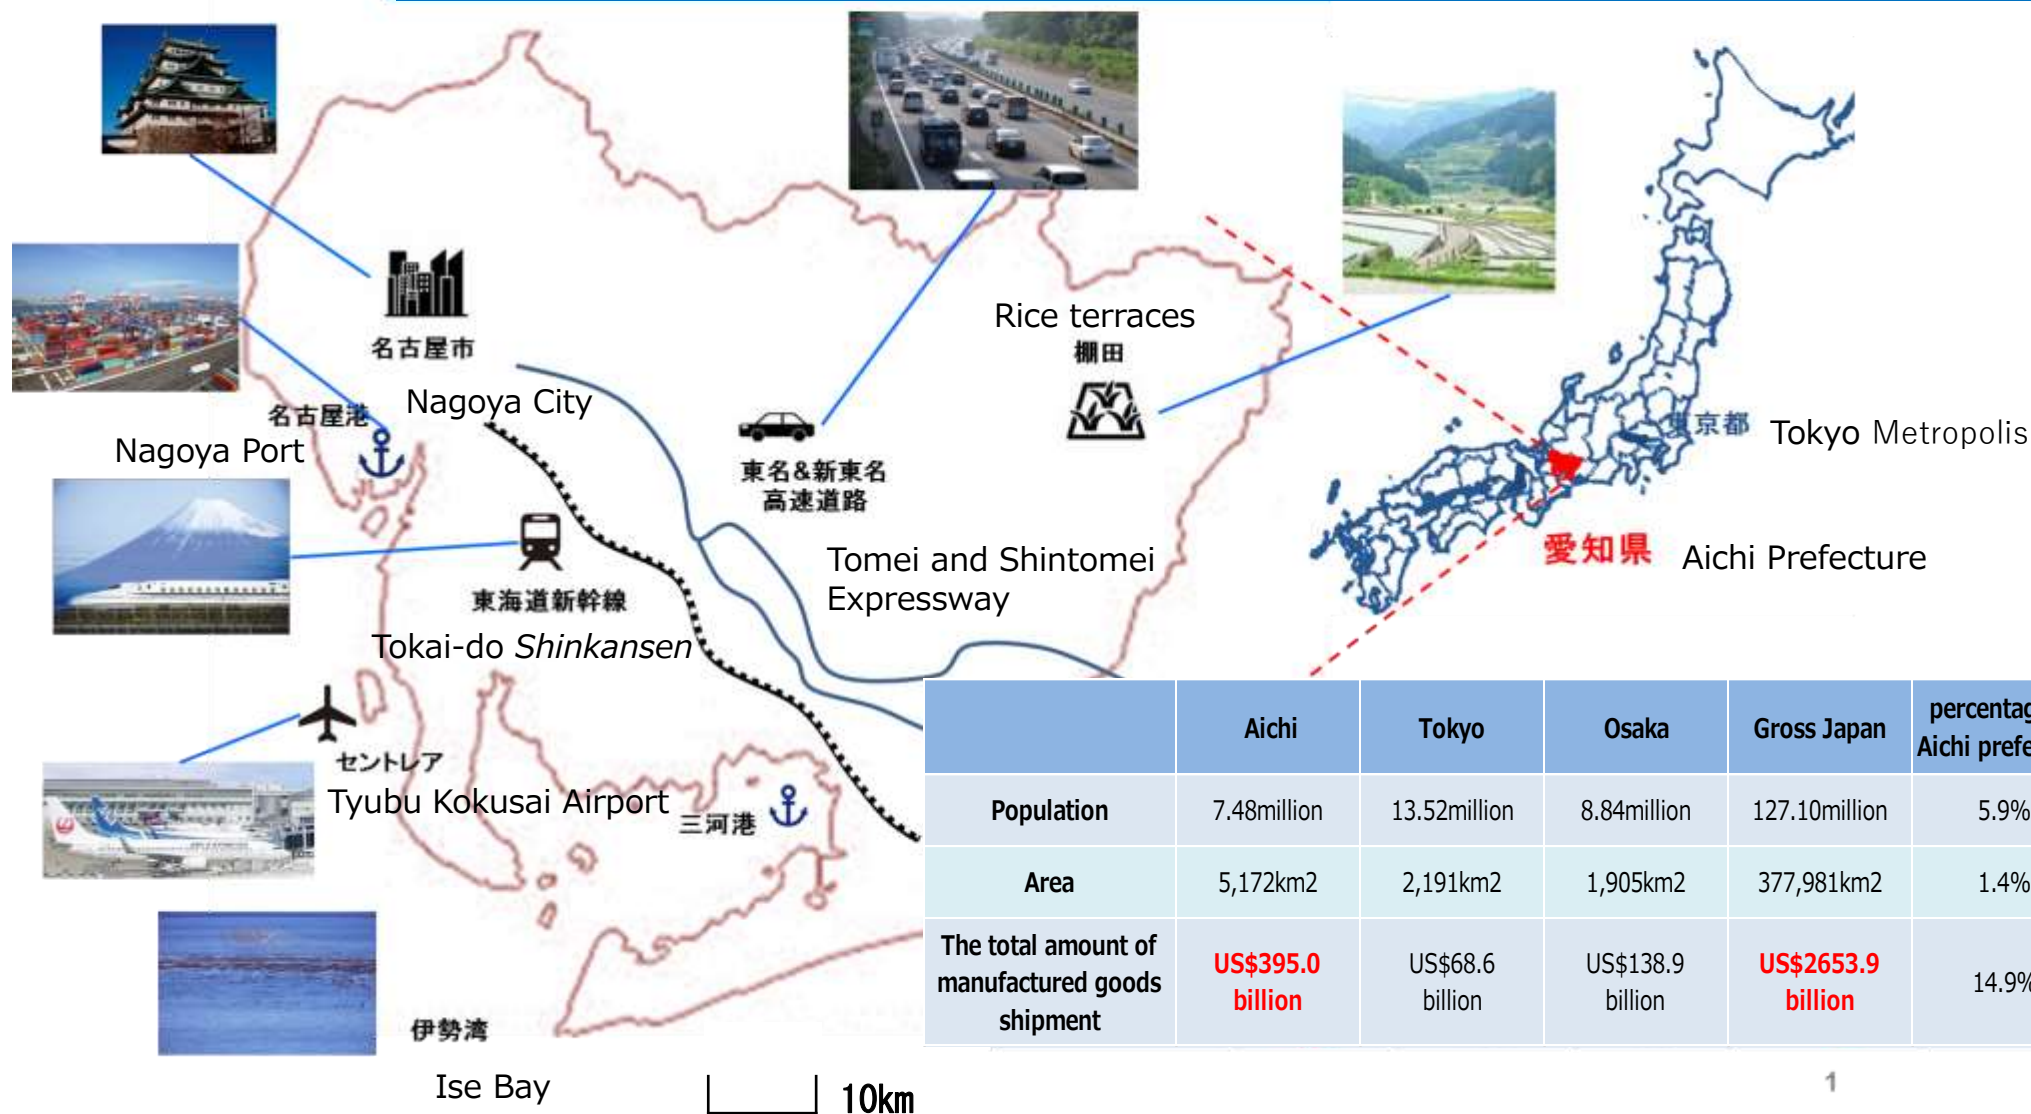 名古屋市
Nagoya City
名古屋港
Nagoya Port
東海道新幹線
Tokai-do Shinkansen
セントレア
Tyubu Kokusai Airport
三河港
伊勢湾
Ise Bay
10km
東名&新東名
高速道路
Tomei and Shintomei
Expressway
Rice terraces
棚田
東京都
Tokyo Metropolis
愛知県
Aichi Prefecture
Aichi Tokyo Osaka Gross Japan
Aichi
Population 7.48million 13.52million 8.84million 127.10million 5.9%
Area 5,172km2 2,191km2 1,905km2 377,981km2 1.4%
The total amount of
manufactured goods
shipment
US$395.0
billion
US$68.6
billion
US$138.9
billion
US$2653.9
billion
14.9%
1